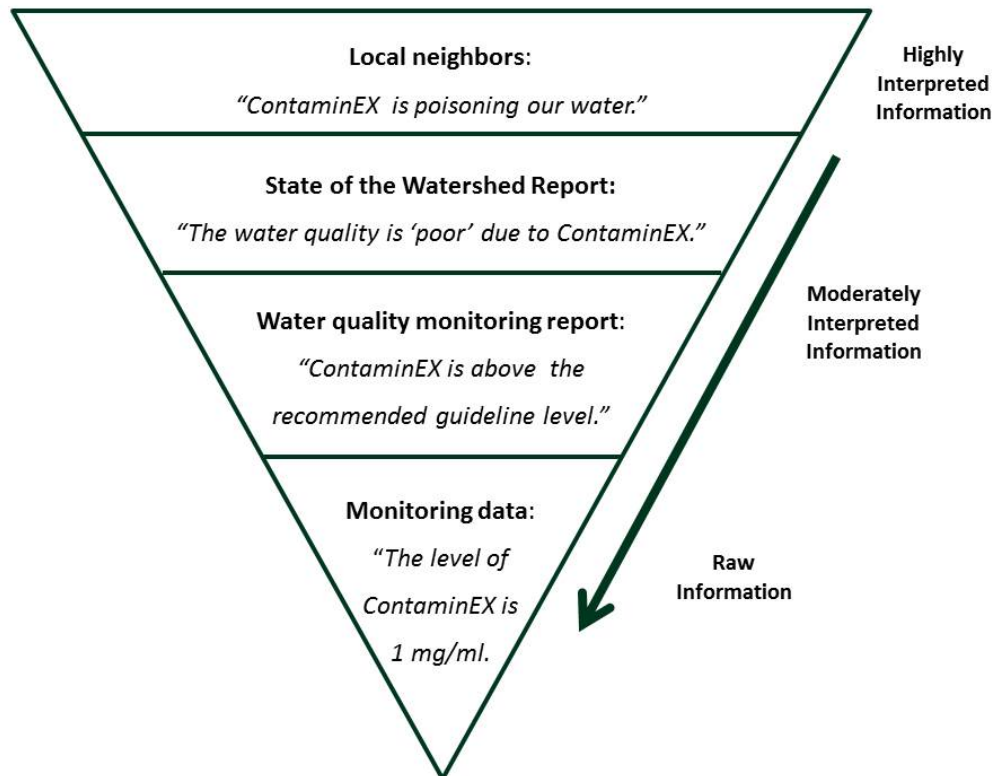 Local neighbors:
“ContaminEX is poisoning our water.”
Highly
Interpreted
Information
State of the Watershed Report:
“The water quality is ‘poor’ due to ContaminEX.”
Water quality monitoring report:
“ContaminEX is above the
recommended guideline level.”
Moderately
Interpreted
Information
Monitoring data:
“The level of
ContaminEX is
1 mg/ml.
Raw
Information